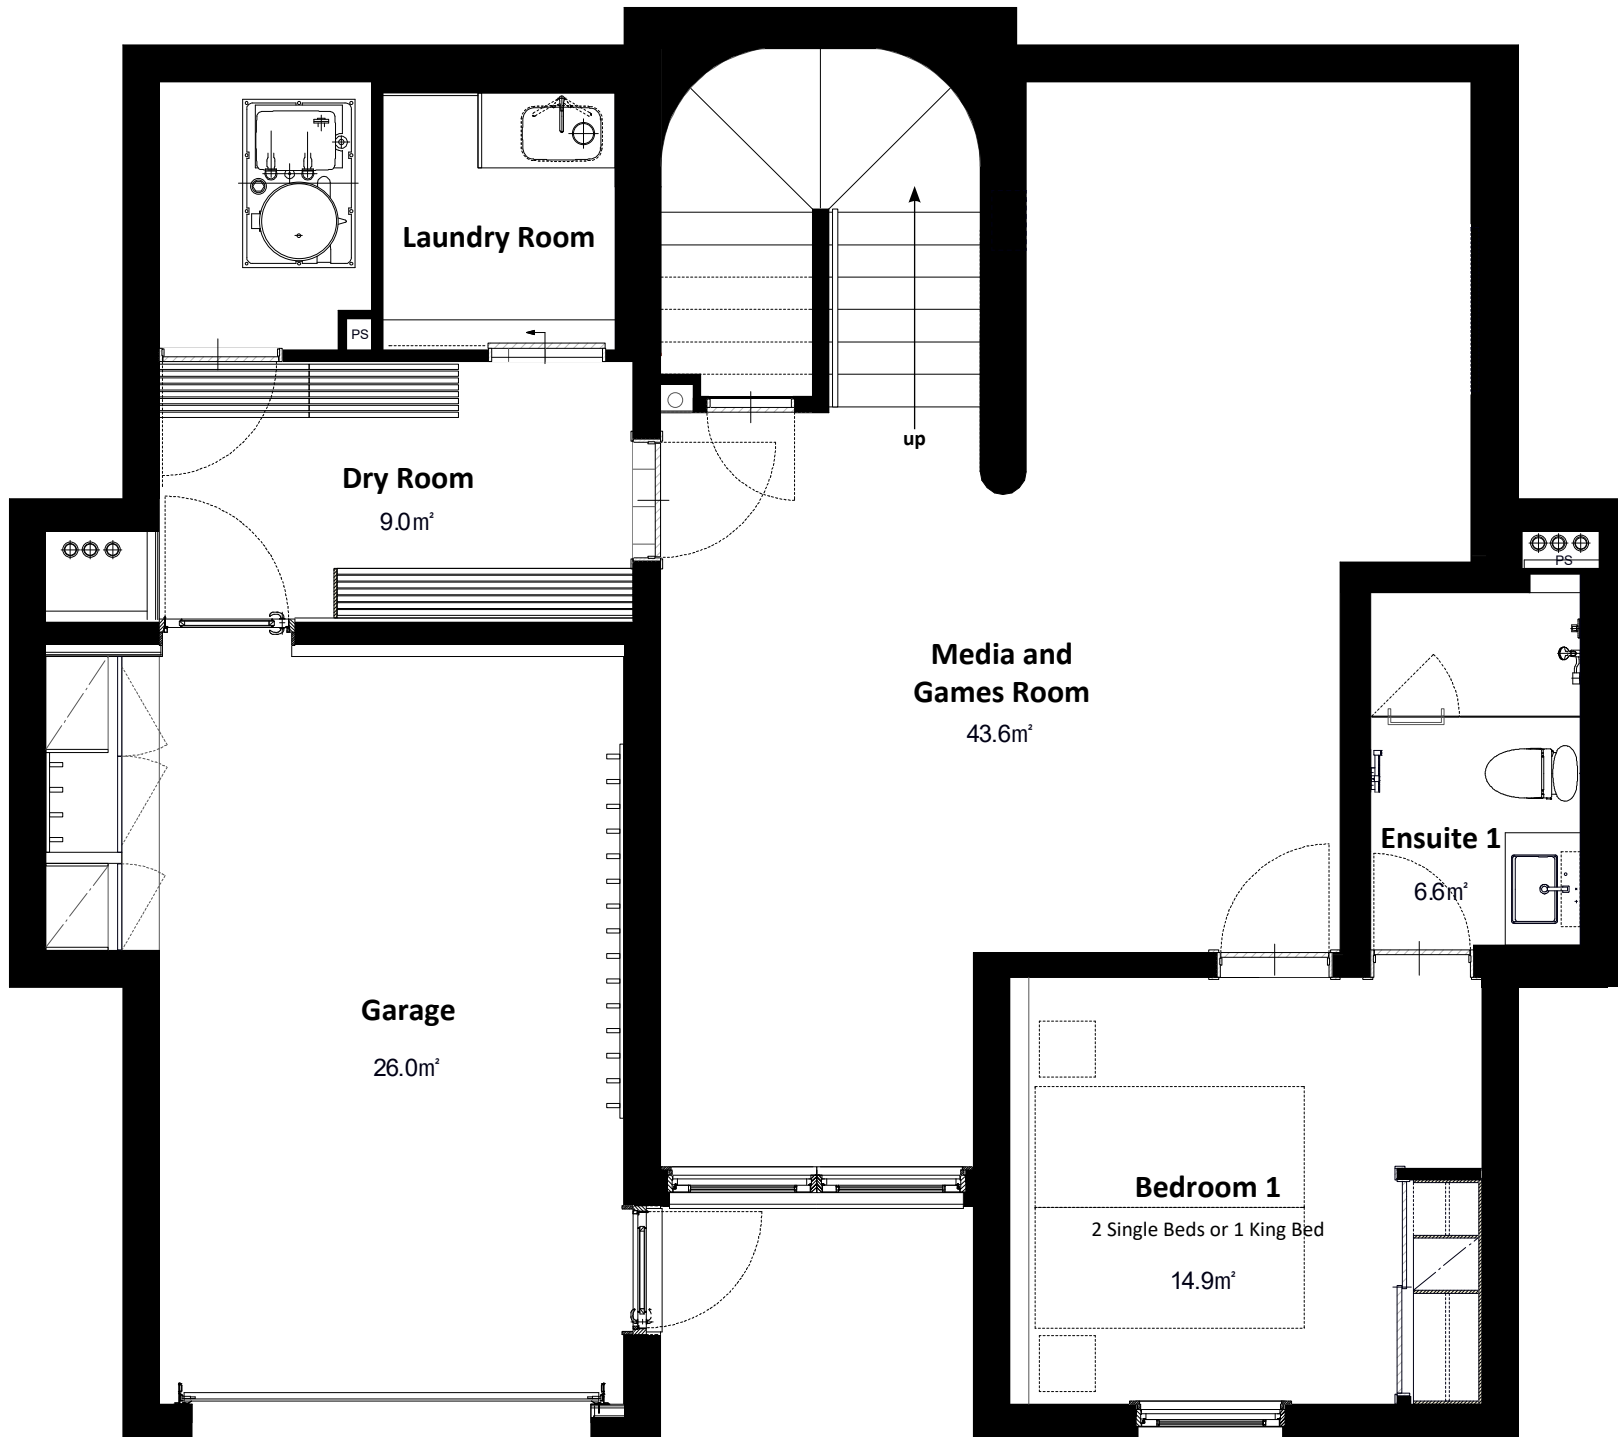 Laundry Room
PS
up
Dry Room
9.0㎡
PS
Media and
Games Room
43.6㎡
Ensuite 1
6.6㎡
Garage
26.0㎡
Bedroom 1
2 Single Beds or 1 King Bed
14.9㎡